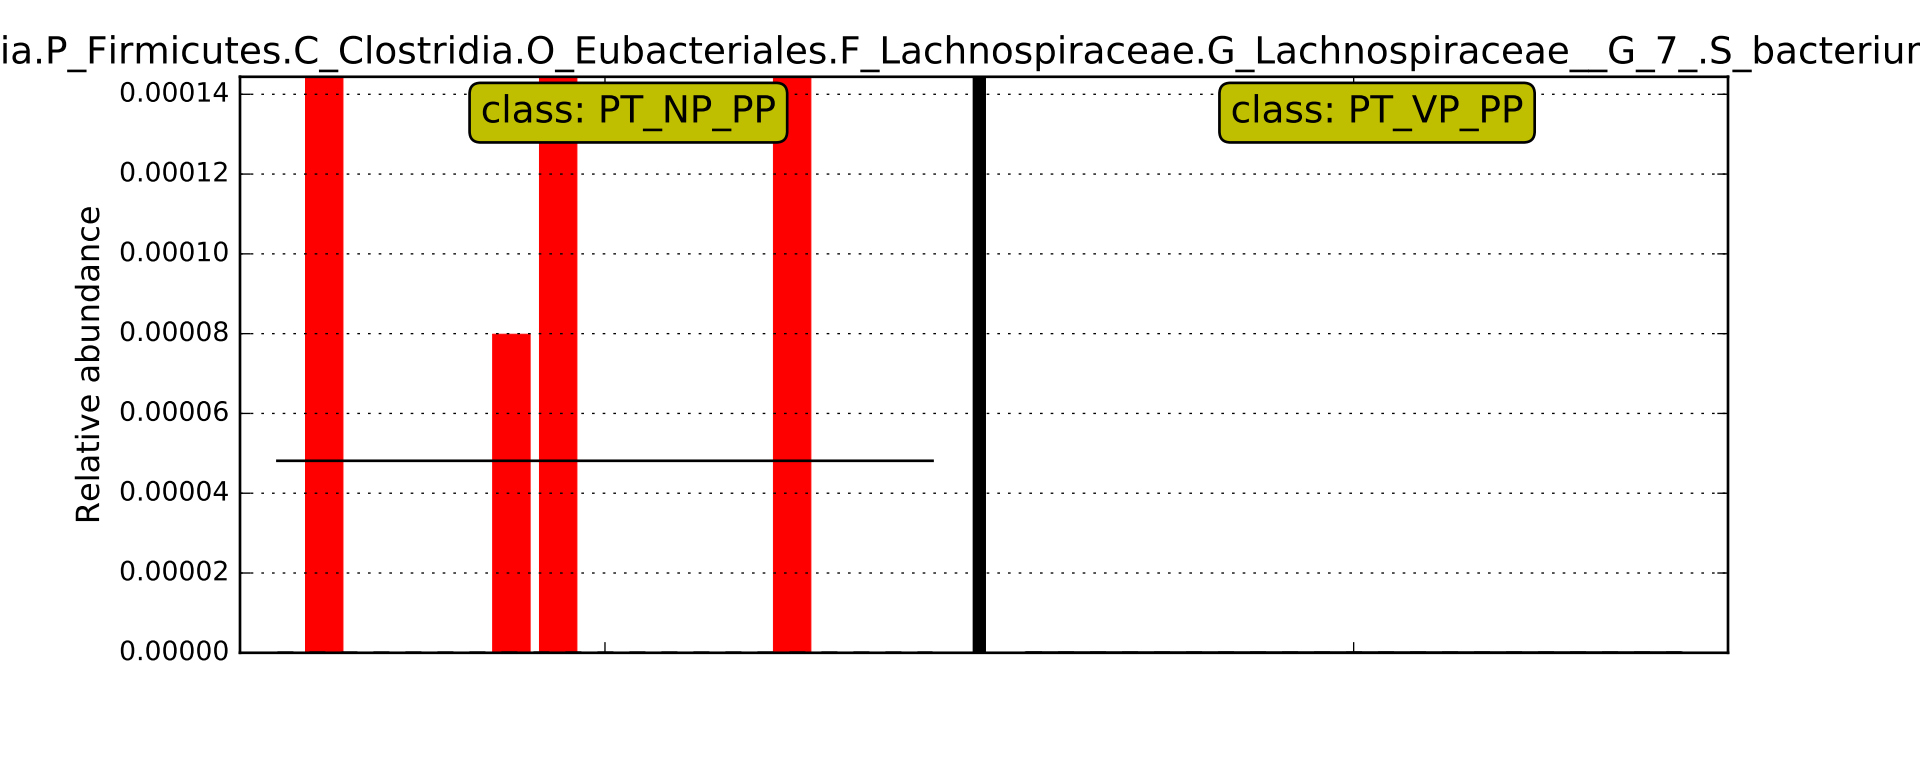 ia.P_Firmicutes.C_Clostridia.O_Eubacteriales.F_Lachnospiraceae.G_Lachnospiraceae__G_7_.S_bacteriur
class: PT_NP_PP
class: PT_VP_PP
Relative abundance
0.00014
0.00012
0.00010
0.00008
0.00006
0.00004
0.00002
0.00000